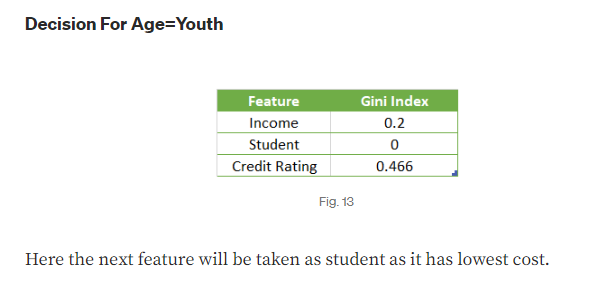 Decision For Age=Youth
Feature Gini Index
Income 0.2
Student 0
Credit Rating 0.466
Fig. 13
Here the next feature will be taken as student as it has lowest cost.